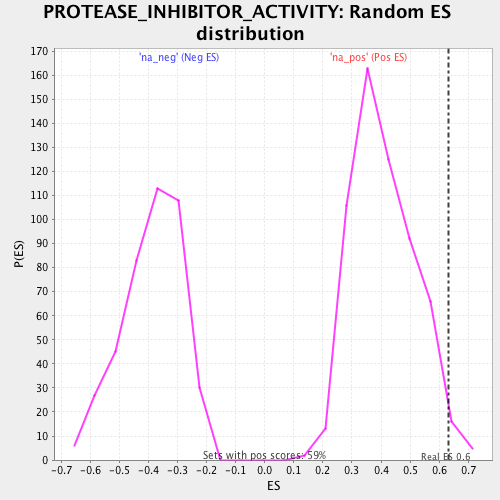 PROTEASE_INHIBITOR_ACTIVITY: Random ES
distribution
'na_neg' (Neg ES)
'na_pos' (Pos ES)
170
160
150
140
130
120
110
100
90
80
70
60
50
40
30
20
10
0
P(ES)
Sets with pos scores: 59%
Real ES 0.6
-0.7 -0.6 -0.5 -0.4 -0.3 -0.2 -0.1 0.0 0.1 0.2 0.3 0.4 0.5 0.6 0.7
ES